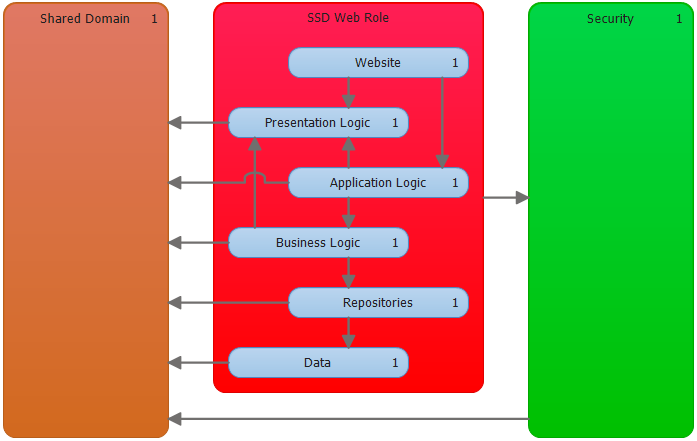 Shared Domain 1
SSD Web Role
Security 1
Website 1
Presentation Logic 1
Application Logic 1
Business Logic 1
Repositories 1
Data 1